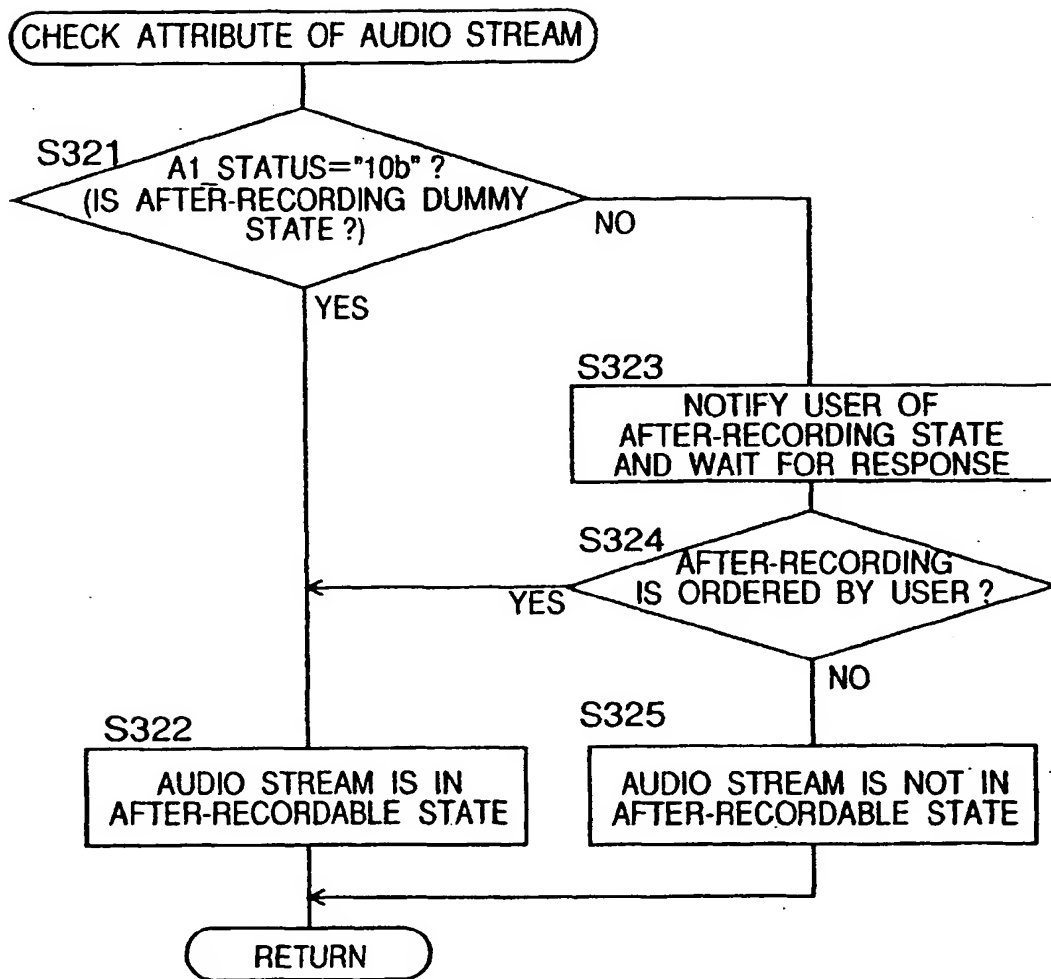 CHECK ATTRIBUTE OF AUDIO STREAM
S321
A1_STATUS="10b" ?
(IS AFTER-RECORDING DUMMY
STATE ?)
NO
YES
S323
NOTIFY USER OF
AFTER-RECORDING STATE
AND WAIT FOR RESPONSE
S324
AFTER-RECORDING
IS ORDERED BY USER ?
YES
NO
S322
AUDIO STREAM IS IN
AFTER-RECORDABLE STATE
S325
AUDIO STREAM IS NOT IN
AFTER-RECORDABLE STATE
RETURN